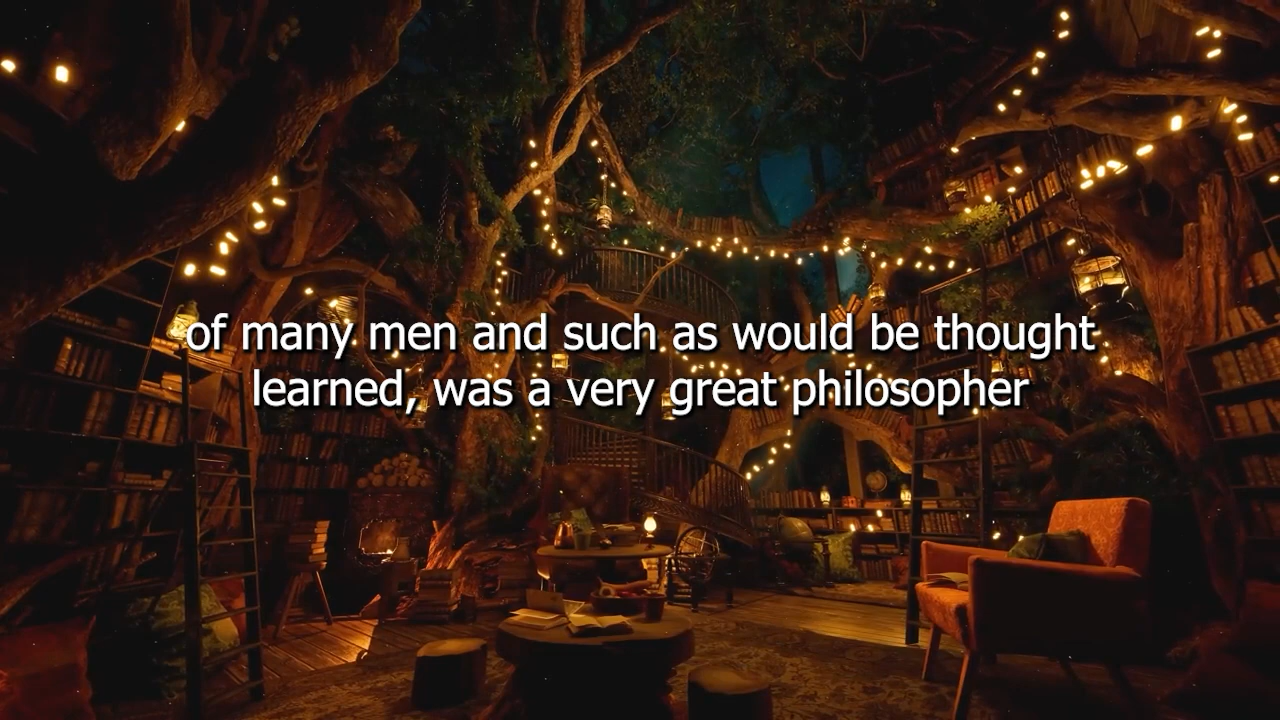 of many men and such as would be thought
learned, was a very great philosopher